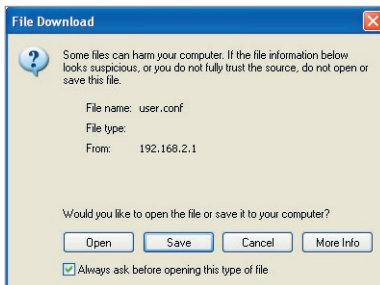 File Download
Some files can harm your computer. If the file information below
looks suspicious, or you do not fully trust the source, do not open or
save this file.
File name: user.conf
File type:
From: 192.168.2.1
Would you like to open the file or save it to your computer?
Open Save Cancel More Info
Always ask before opening this type of file